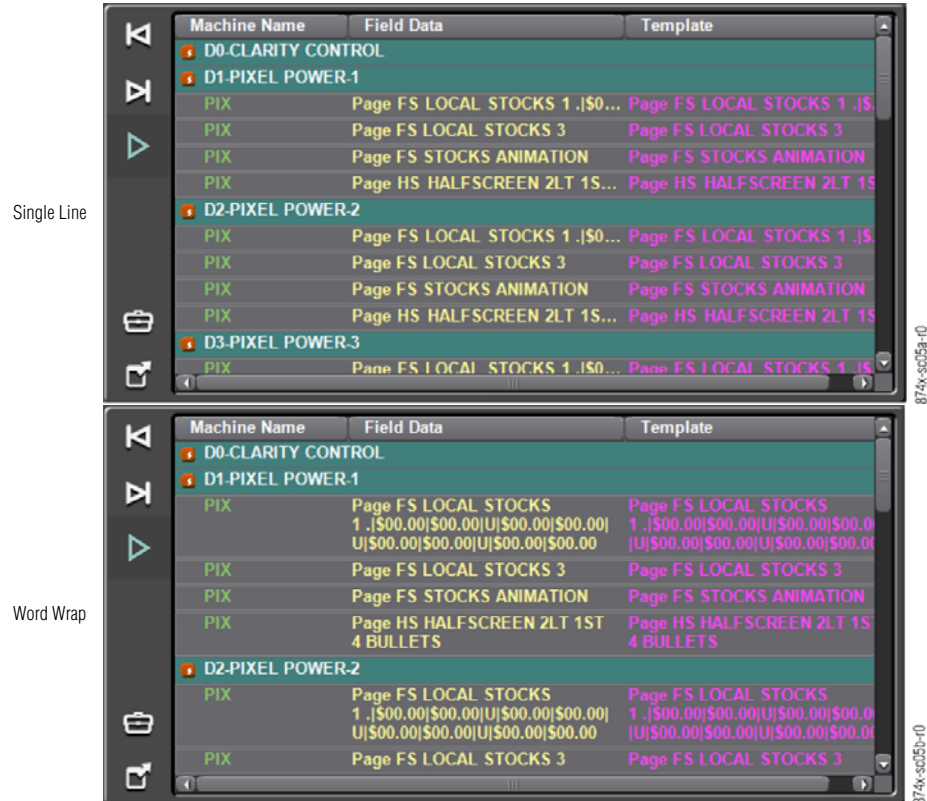 Machine Name Field Data Template
D0-CLARITY CONTROL
D1-PIXEL POWER-1
PIX Page FS LOCAL STOCKS 1 .|$0... Page FS LOCAL STOCKS 1 .|$.
PIX Page FS LOCAL STOCKS 3 Page FS LOCAL STOCKS 3
PIX Page FS STOCKS ANIMATION Page FS STOCKS ANIMATION
PIX Page HS HALFSCREEN 2LT 1S... Page HS HALFSCREEN 2LT 1S
Single Line
D2-PIXEL POWER-2
PIX Page FS LOCAL STOCKS 1 .|$0... Page FS LOCAL STOCKS 1 .|$.
PIX Page FS LOCAL STOCKS 3 Page FS LOCAL STOCKS 3
PIX Page FS STOCKS ANIMATION Page FS STOCKS ANIMATION
PIX Page HS HALFSCREEN 2LT 1S... Page HS HALFSCREEN 2LT 1S
D3-PIXEL POWER-3
PIX Page FS LOCAL STOCKS 1 .|$0... Page FS LOCAL STOCKS 1 .|$.
874x-sc05a-r0
Machine Name Field Data Template
D0-CLARITY CONTROL
D1-PIXEL POWER-1
PIX Page FS LOCAL STOCKS Page FS LOCAL STOCKS
1 .|$00.00|$00.00|U|$00.00|$00.00| 1 .|$00.00|$00.00|U|$00.00|$00.0
U|$00.00|$00.00|U|$00.00|$00.00 |U|$00.00|$00.00|U|$00.00|$00.0
PIX Page FS LOCAL STOCKS 3 Page FS LOCAL STOCKS 3
PIX Page FS STOCKS ANIMATION Page FS STOCKS ANIMATION
Word Wrap
PIX Page HS HALFSCREEN 2LT 1ST Page HS HALFSCREEN 2LT 1S
4 BULLETS 4 BULLETS
D2-PIXEL POWER-2
PIX Page FS LOCAL STOCKS Page FS LOCAL STOCKS
1 .|$00.00|$00.00|U|$00.00|$00.00| 1 .|$00.00|$00.00|U|$00.00|$00.0
U|$00.00|$00.00|U|$00.00|$00.00 |U|$00.00|$00.00|U|$00.00|$00.0
PIX Page FS LOCAL STOCKS 3 Page FS LOCAL STOCKS 3
874x-sc05b-r0